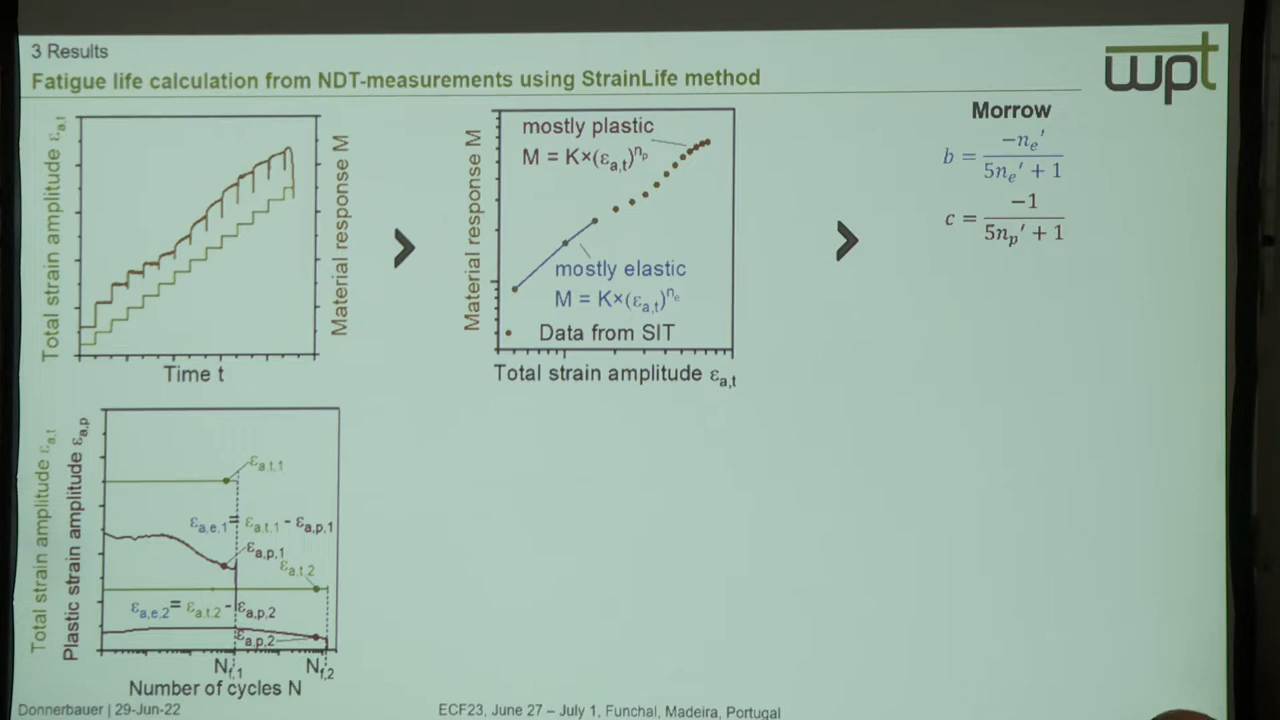 3 Results
Fatigue life calculation from NDT-measurements using StrainLife method
wpt
Total strain amplitude εa,t
Material response M
Time t
Material response M
mostly plastic
M = K×(εa,t)^np
mostly elastic
M = K×(εa,t)^ne
Data from SIT
Total strain amplitude εa,t
Morrow
b = -ne' / 5ne' + 1
c = -1 / 5np' + 1
Total strain amplitude εa,t
Plastic strain amplitude εa,p
εa,t,1
εa,e,1 = εa,t,1 - εa,p,1
εa,p,1
εa,t,2
εa,e,2 = εa,t,2 - εa,p,2
εa,p,2
Nf,1
Nf,2
Number of cycles N
Donnerbauer | 29-Jun-22
ECF23, June 27 – July 1, Funchal, Madeira, Portugal